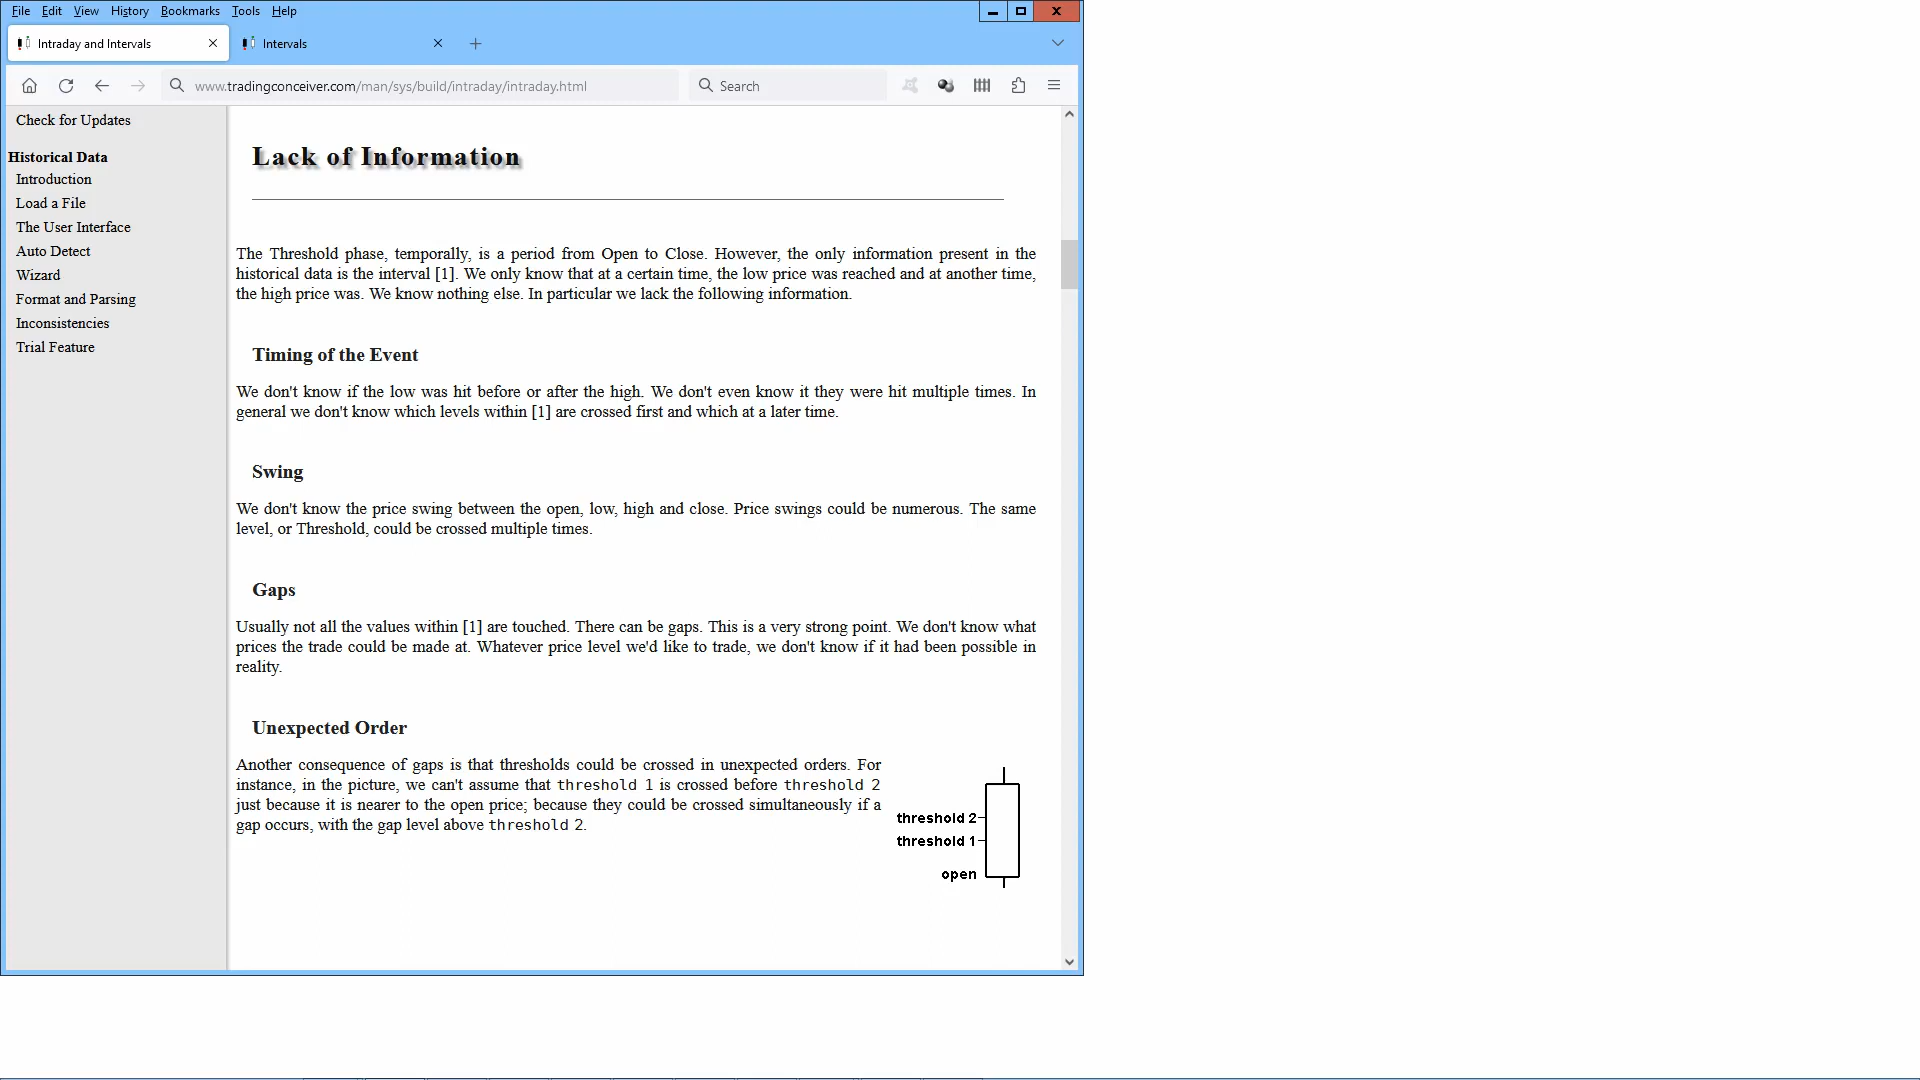 File Edit View History Bookmarks Tools Help
Intraday and Intervals
Intervals
www.tradingconceiver.com/man/sys/build/intraday/intraday.html
Search
Check for Updates
Historical Data
Introduction
Load a File
The User Interface
Auto Detect
Wizard
Format and Parsing
Inconsistencies
Trial Feature
Lack of Information
The Threshold phase, temporally, is a period from Open to Close. However, the only information present in the
historical data is the interval [1]. We only know that at a certain time, the low price was reached and at another time,
the high price was. We know nothing else. In particular we lack the following information.
Timing of the Event
We don't know if the low was hit before or after the high. We don't even know it they were hit multiple times. In
general we don't know which levels within [1] are crossed first and which at a later time.
Swing
We don't know the price swing between the open, low, high and close. Price swings could be numerous. The same
level, or Threshold, could be crossed multiple times.
Gaps
Usually not all the values within [1] are touched. There can be gaps. This is a very strong point. We don't know what
prices the trade could be made at. Whatever price level we'd like to trade, we don't know if it had been possible in
reality.
Unexpected Order
Another consequence of gaps is that thresholds could be crossed in unexpected orders. For
instance, in the picture, we can't assume that threshold 1 is crossed before threshold 2
just because it is nearer to the open price; because they could be crossed simultaneously if a
gap occurs, with the gap level above threshold 2.
threshold 2
threshold 1
open